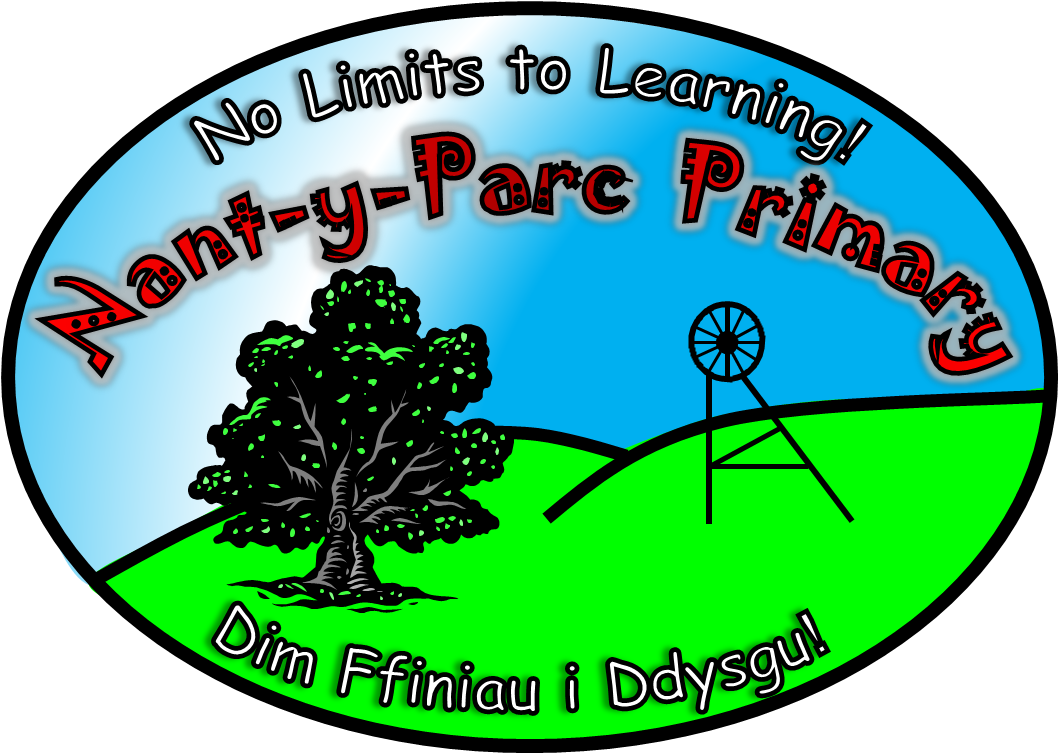 No Limits to Learning!
Nant-y-Parc Primary
Dim Ffiniau i Ddysgu!